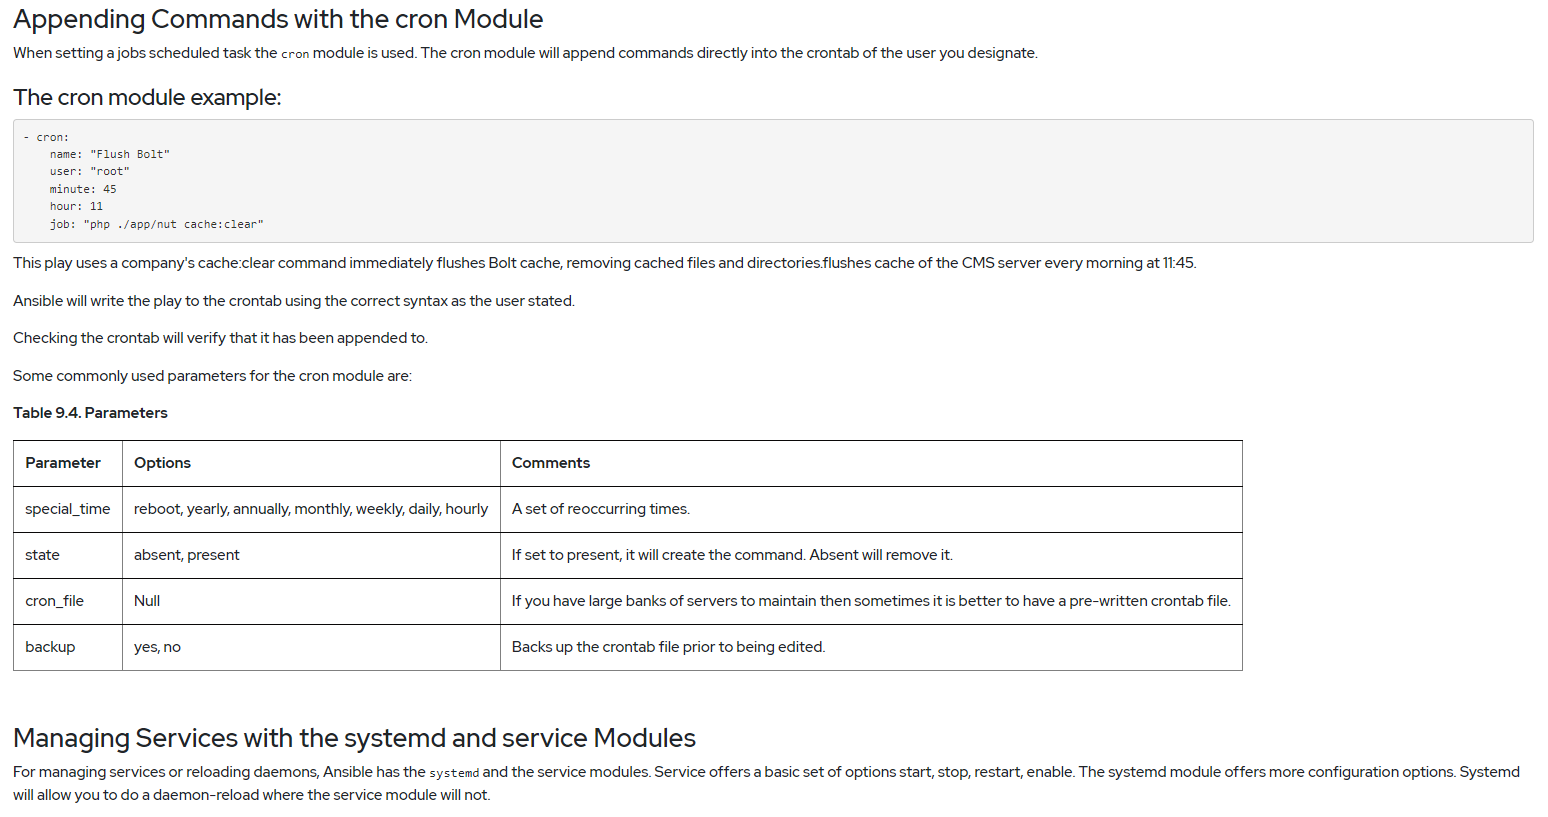 Appending Commands with the cron Module
When setting a jobs scheduled task the cron module is used. The cron module will append commands directly into the crontab of the user you designate.
The cron module example:
- cron:
    name: "Flush Bolt"
    user: "root"
    minute: 45
    hour: 11
    job: "php ./app/nut cache:clear"
This play uses a company's cache:clear command immediately flushes Bolt cache, removing cached files and directories.flushes cache of the CMS server every morning at 11:45.
Ansible will write the play to the crontab using the correct syntax as the user stated.
Checking the crontab will verify that it has been appended to.
Some commonly used parameters for the cron module are:
Table 9.4. Parameters
Parameter Options Comments
special_time reboot, yearly, annually, monthly, weekly, daily, hourly A set of reoccurring times.
state absent, present If set to present, it will create the command. Absent will remove it.
cron_file Null If you have large banks of servers to maintain then sometimes it is better to have a pre-written crontab file.
backup yes, no Backs up the crontab file prior to being edited.
Managing Services with the systemd and service Modules
For managing services or reloading daemons, Ansible has the systemd and the service modules. Service offers a basic set of options start, stop, restart, enable. The systemd module offers more configuration options. Systemd
will allow you to do a daemon-reload where the service module will not.